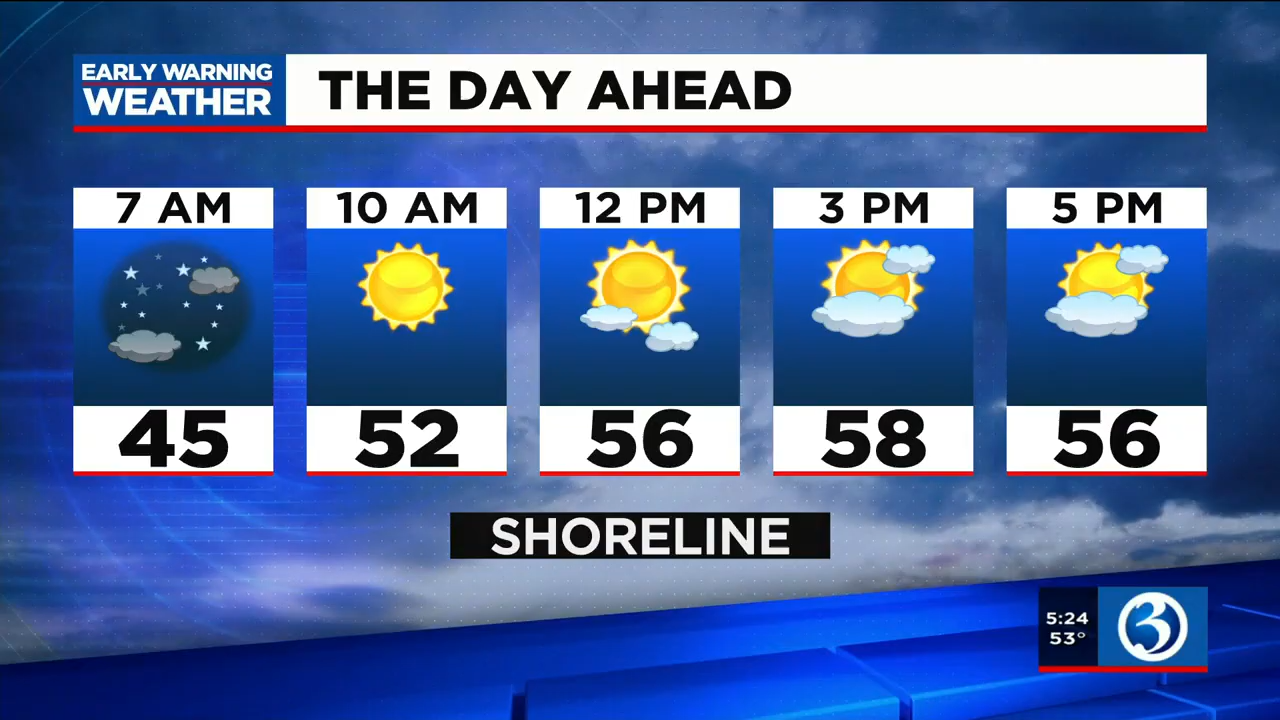 EARLY WARNING
WEATHER
THE DAY AHEAD
7 AM
10 AM
12 PM
3 PM
5 PM
45
52
56
58
56
SHORELINE
5:24
53°
3